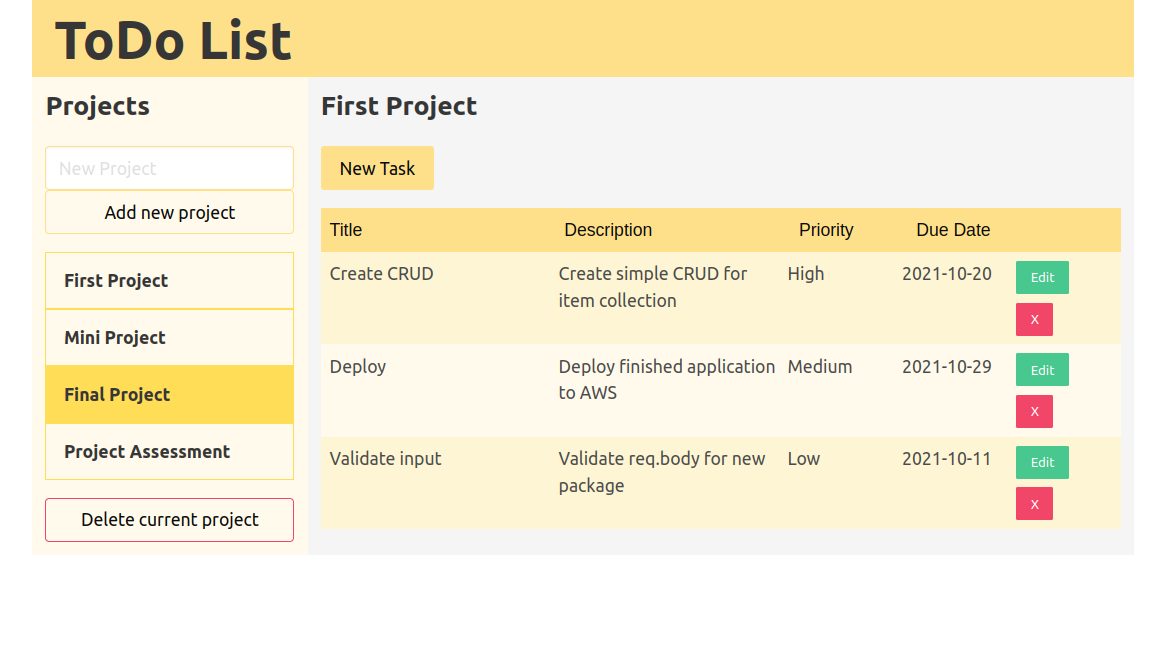 ToDo List
Projects
New Project
Add new project
First Project
Mini Project
Final Project
Project Assessment
Delete current project
First Project
New Task
Title Description Priority Due Date
Create CRUD Create simple CRUD for High 2021-10-20 Edit
item collection
X
Deploy Deploy finished application Medium 2021-10-29 Edit
to AWS
X
Validate input Validate req.body for new Low 2021-10-11 Edit
package
X